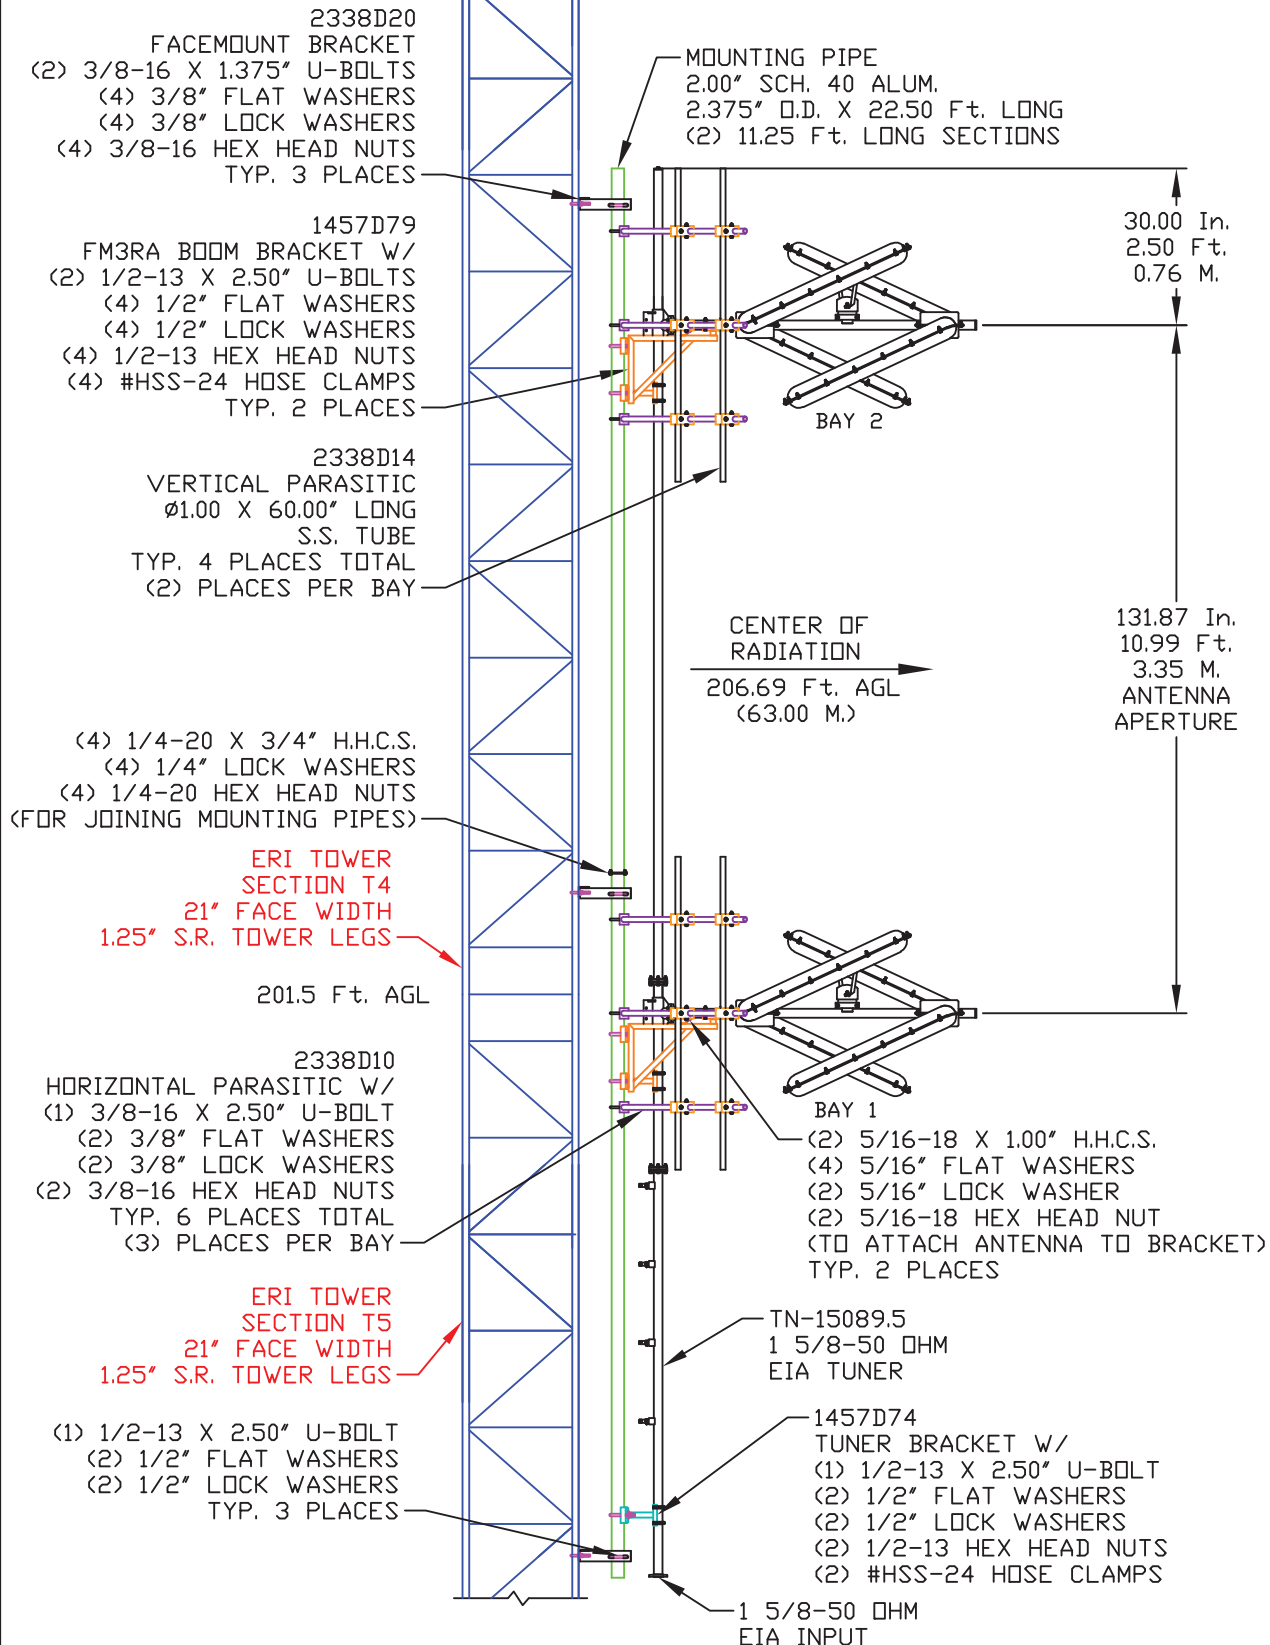 2338D20
FACEMOUNT BRACKET
(2) 3/8-16 X 1.375" U-BOLTS
(4) 3/8" FLAT WASHERS
(4) 3/8" LOCK WASHERS
(4) 3/8-16 HEX HEAD NUTS
TYP. 3 PLACES
MOUNTING PIPE
2.00" SCH. 40 ALUM.
2.375" O.D. X 22.50 Ft. LONG
(2) 11.25 Ft. LONG SECTIONS
1457D79
FM3RA BOOM BRACKET W/
(2) 1/2-13 X 2.50" U-BOLTS
(4) 1/2" FLAT WASHERS
(4) 1/2" LOCK WASHERS
(4) 1/2-13 HEX HEAD NUTS
(4) #HSS-24 HOSE CLAMPS
TYP. 2 PLACES
30.00 In.
2.50 Ft.
0.76 M.
BAY 2
2338D14
VERTICAL PARASITIC
Ø1.00 X 60.00" LONG
S.S. TUBE
TYP. 4 PLACES TOTAL
(2) PLACES PER BAY
CENTER OF
RADIATION
206.69 Ft. AGL
(63.00 M.)
131.87 In.
10.99 Ft.
3.35 M.
ANTENNA
APERTURE
(4) 1/4-20 X 3/4" H.H.C.S.
(4) 1/4" LOCK WASHERS
(4) 1/4-20 HEX HEAD NUTS
(FOR JOINING MOUNTING PIPES)
ERI TOWER
SECTION T4
21" FACE WIDTH
1.25" S.R. TOWER LEGS
201.5 Ft. AGL
2338D10
HORIZONTAL PARASITIC W/
(1) 3/8-16 X 2.50" U-BOLT
(2) 3/8" FLAT WASHERS
(2) 3/8" LOCK WASHERS
(2) 3/8-16 HEX HEAD NUTS
TYP. 6 PLACES TOTAL
(3) PLACES PER BAY
BAY 1
(2) 5/16-18 X 1.00" H.H.C.S.
(4) 5/16" FLAT WASHERS
(2) 5/16" LOCK WASHER
(2) 5/16-18 HEX HEAD NUT
(TO ATTACH ANTENNA TO BRACKET)
TYP. 2 PLACES
ERI TOWER
SECTION T5
21" FACE WIDTH
1.25" S.R. TOWER LEGS
TN-15089.5
1 5/8-50 OHM
EIA TUNER
(1) 1/2-13 X 2.50" U-BOLT
(2) 1/2" FLAT WASHERS
(2) 1/2" LOCK WASHERS
TYP. 3 PLACES
1457D74
TUNER BRACKET W/
(1) 1/2-13 X 2.50" U-BOLT
(2) 1/2" FLAT WASHERS
(2) 1/2" LOCK WASHERS
(2) 1/2-13 HEX HEAD NUTS
(2) #HSS-24 HOSE CLAMPS
1 5/8-50 OHM
EIA INPUT